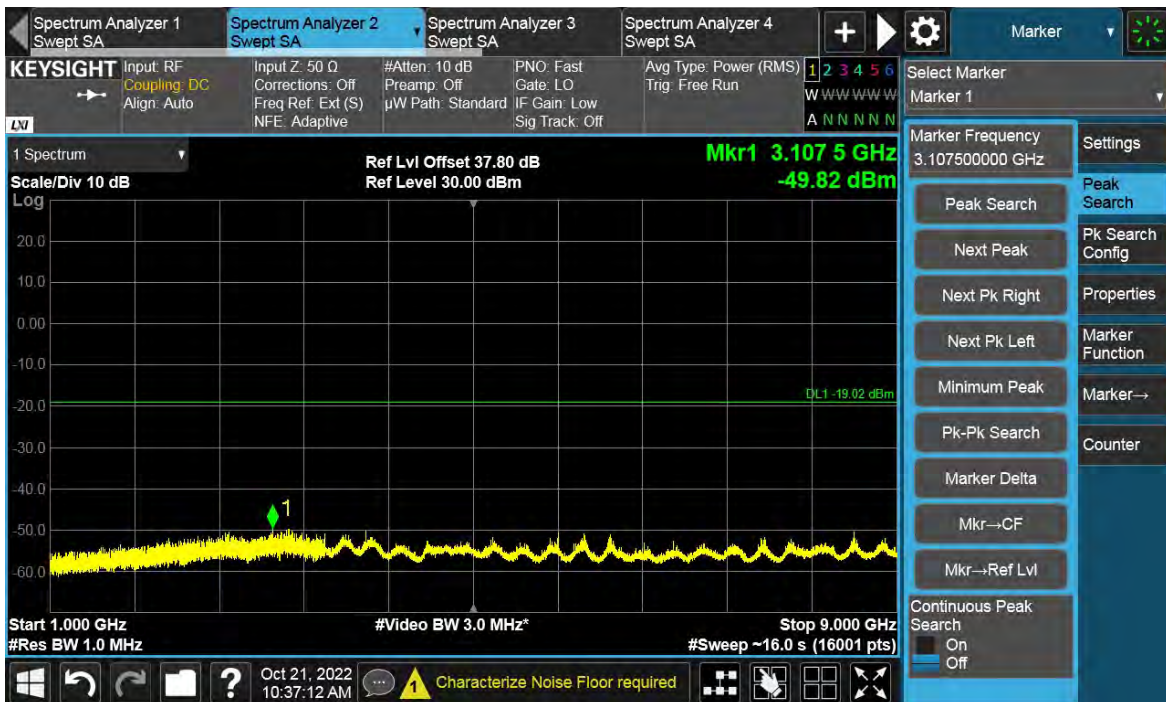 Spectrum Analyzer 1
Swept SA
Spectrum Analyzer 2
Swept SA
Spectrum Analyzer 3
Swept SA
Spectrum Analyzer 4
Swept SA
+
Marker
KEYSIGHT
LXI
Input: RF
Coupling: DC
Align: Auto
Input Z: 50 Ω
Corrections: Off
Freq Ref: Ext (S)
NFE: Adaptive
#Atten: 10 dB
Preamp: Off
µW Path: Standard
PNO: Fast
Gate: LO
IF Gain: Low
Sig Track: Off
Avg Type: Power (RMS)
Trig: Free Run
1 2 3 4 5 6
W W W W W W
A N N N N N
Select Marker
Marker 1
1 Spectrum
Scale/Div 10 dB
Log
Ref Lvl Offset 37.80 dB
Ref Level 30.00 dBm
Mkr1 3.107 5 GHz
-49.82 dBm
20.0
10.0
0.00
-10.0
-20.0
-30.0
-40.0
-50.0
-60.0
DL1 -19.02 dBm
1
Start 1.000 GHz
#Res BW 1.0 MHz
#Video BW 3.0 MHz*
Stop 9.000 GHz
#Sweep ~16.0 s (16001 pts)
Marker Frequency
3.107500000 GHz
Peak Search
Next Peak
Next Pk Right
Next Pk Left
Minimum Peak
Pk-Pk Search
Marker Delta
Mkr→CF
Mkr→Ref Lvl
Continuous Peak
Search
On
Off
Settings
Peak
Search
Pk Search
Config
Properties
Marker
Function
Marker→
Counter
?
Oct 21, 2022
10:37:12 AM
1
Characterize Noise Floor required